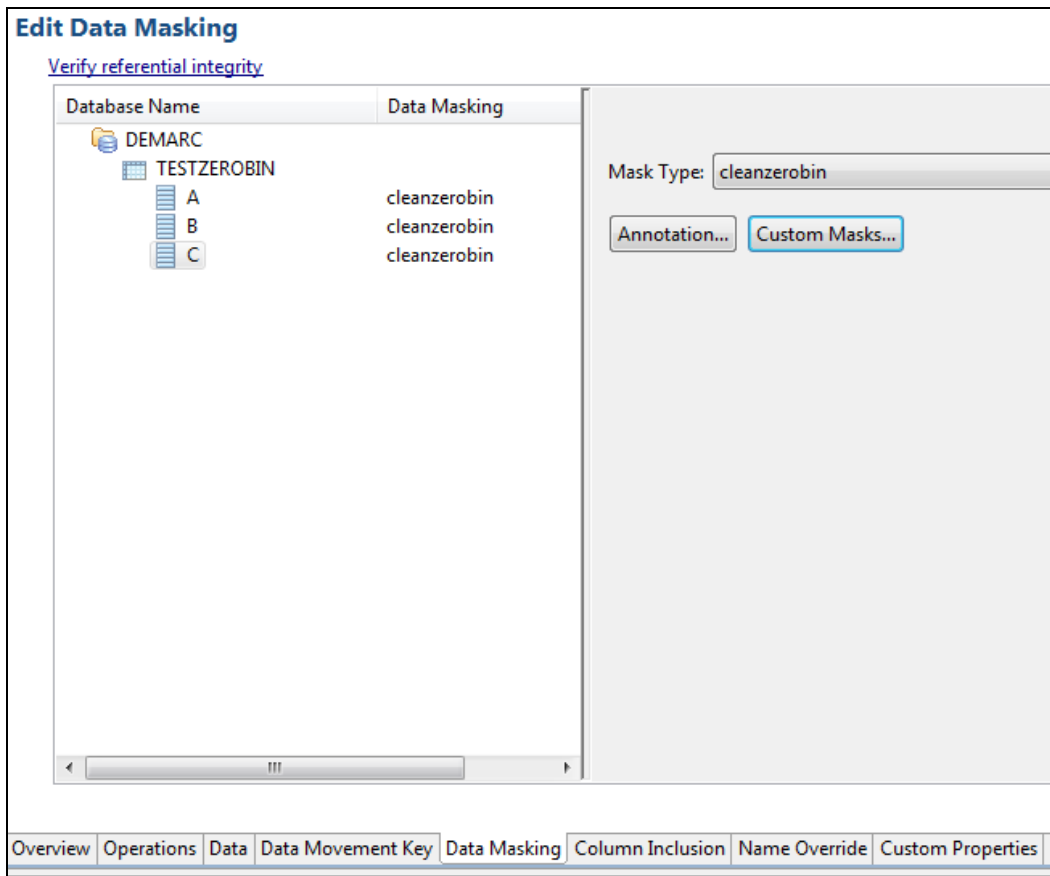 Edit Data Masking
Verify referential integrity
Database Name Data Masking
DEMARC
TESTZEROBIN
A cleanzerobin
B cleanzerobin
C cleanzerobin
Mask Type: cleanzerobin
Annotation... Custom Masks...
Overview Operations Data Data Movement Key Data Masking Column Inclusion Name Override Custom Properties